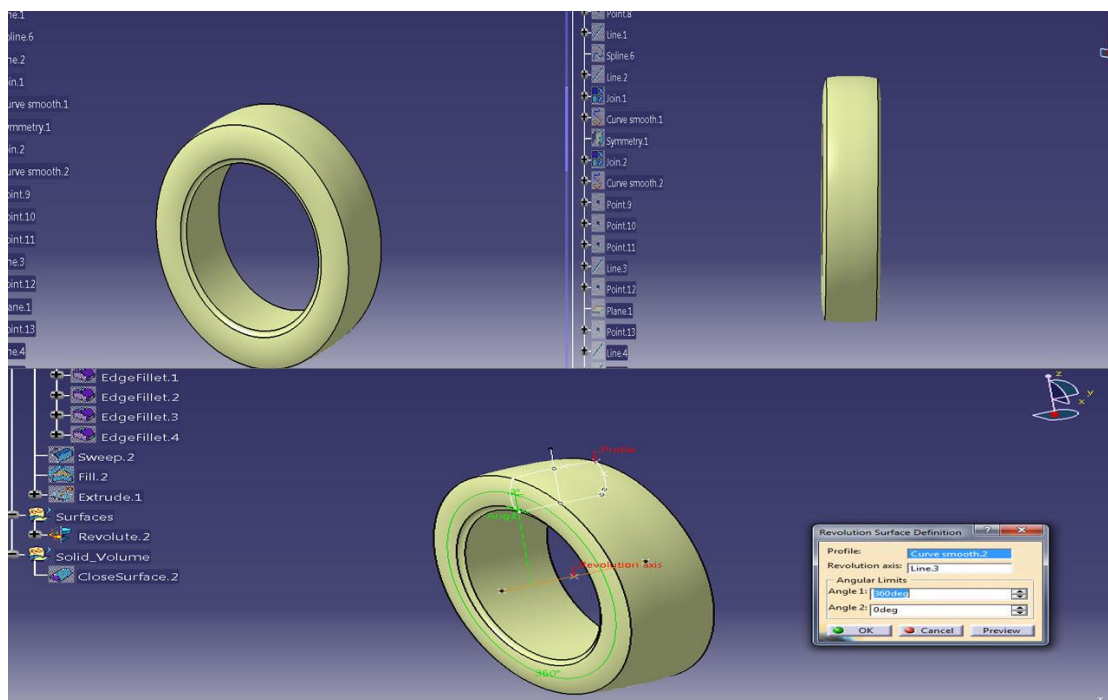 ne.1
pline.6
ne.2
in.1
urve smooth.1
ymmetry.1
in.2
urve smooth.2
oint.9
oint.10
oint.11
ne.3
oint.12
ane.1
oint.13
ne.4
Point.8
Line.1
Spline.6
Line.2
Join.1
Curve smooth.1
Symmetry.1
Join.2
Curve smooth.2
Point.9
Point.10
Point.11
Line.3
Point.12
Plane.1
Point.13
Line.4
EdgeFillet.1
EdgeFillet.2
EdgeFillet.3
EdgeFillet.4
Sweep.2
Fill.2
Extrude.1
Surfaces
Revolute.2
Solid_Volume
CloseSurface.2
z
y
x
Profile
Revolution axis
360°
Revolution Surface Definition
Profile: Curve smooth.2
Revolution axis: Line.3
Angular Limits
Angle 1: 360deg
Angle 2: 0deg
OK Cancel Preview